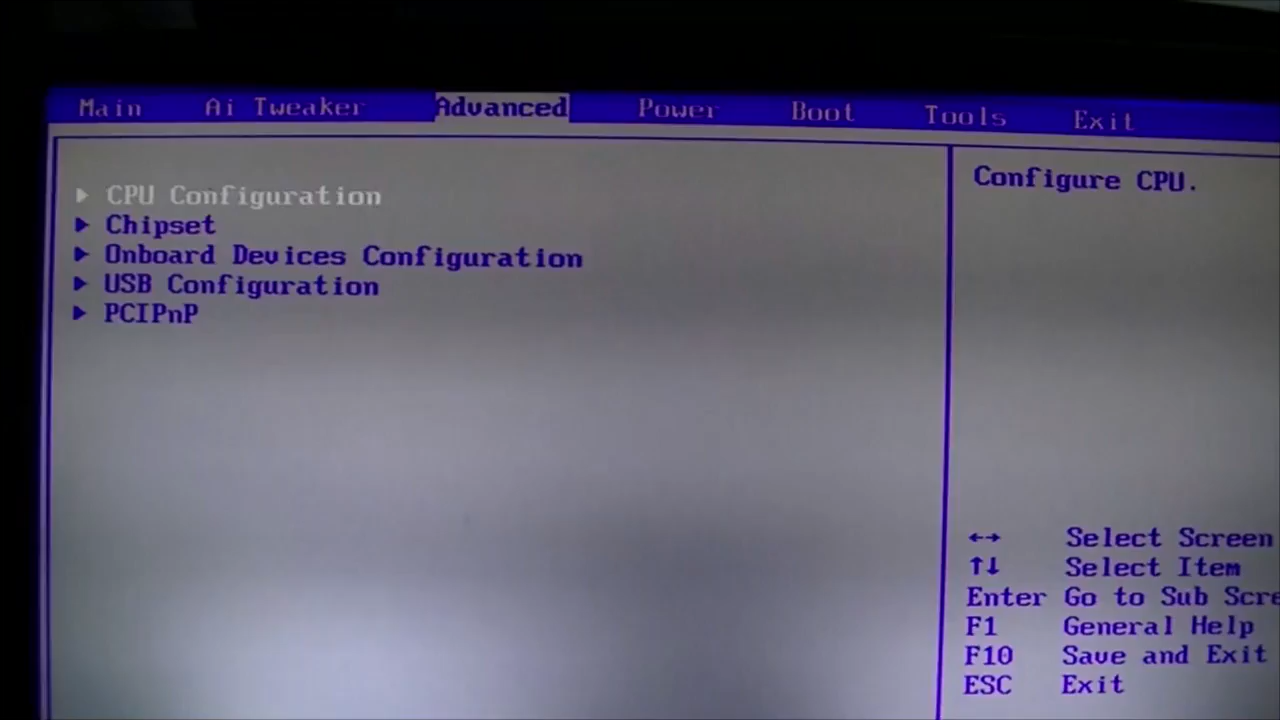 Main Ai Tweaker Advanced Power Boot Tools Exit
CPU Configuration
Chipset
Onboard Devices Configuration
USB Configuration
PCIPnP
Configure CPU.
←→ Select Screen
↑↓ Select Item
Enter Go to Sub Scre
F1 General Help
F10 Save and Exit
ESC Exit